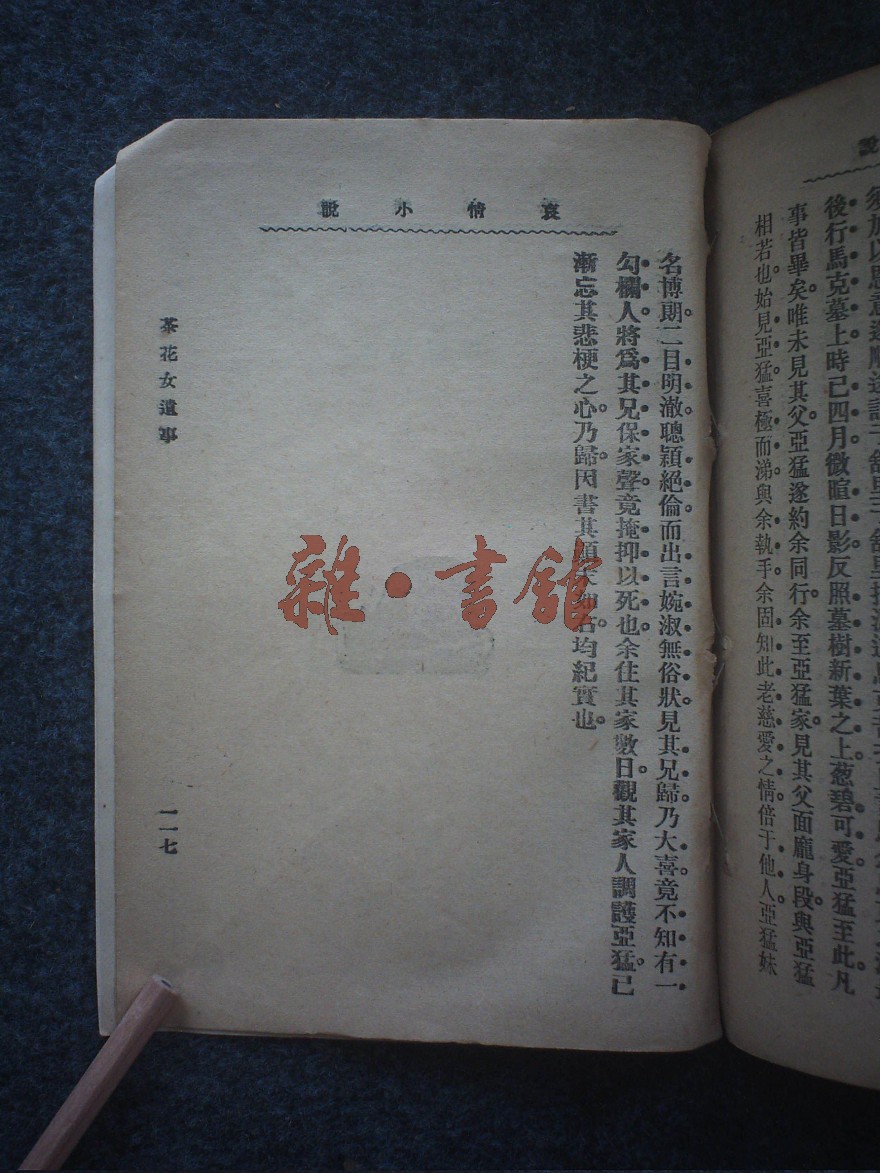 說
後行馬克墓上時已四月微暄日影反照墓樹新葉之上葱碧可愛亞猛至此凡
事皆畢矣唯未見其父亞猛遂約余同行余至亞猛家見其父面龐身段與亞猛
相若也始見亞猛喜極而涕與余執手余固知此老慈愛之情倍于他人亞猛妹
哀情小說
名博期二目明澈聰穎絕倫而出言婉淑無俗狀見其兄歸乃大喜竟不知有一
勾欄人將爲其兄保家聲竟掩抑以死也余住其家數日觀其家人調護亞猛已
漸忘其悲梗之心乃歸因書其顛末如右均紀實也
茶花女遺事
一一七
雜·書館